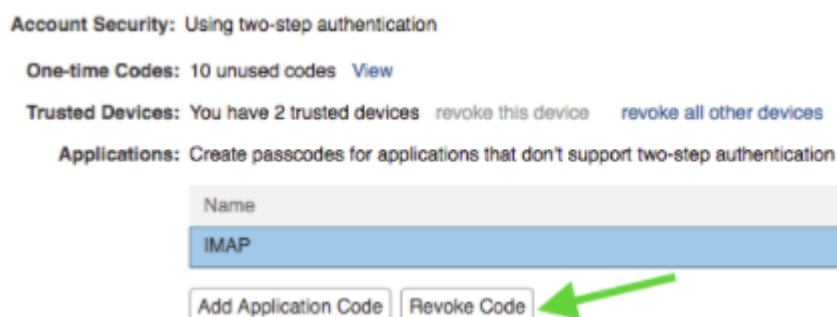 Account Security: Using two-step authentication
One-time Codes: 10 unused codes View
Trusted Devices: You have 2 trusted devices revoke this device revoke all other devices
Applications: Create passcodes for applications that don't support two-step authentication
Name
IMAP
Add Application Code Revoke Code